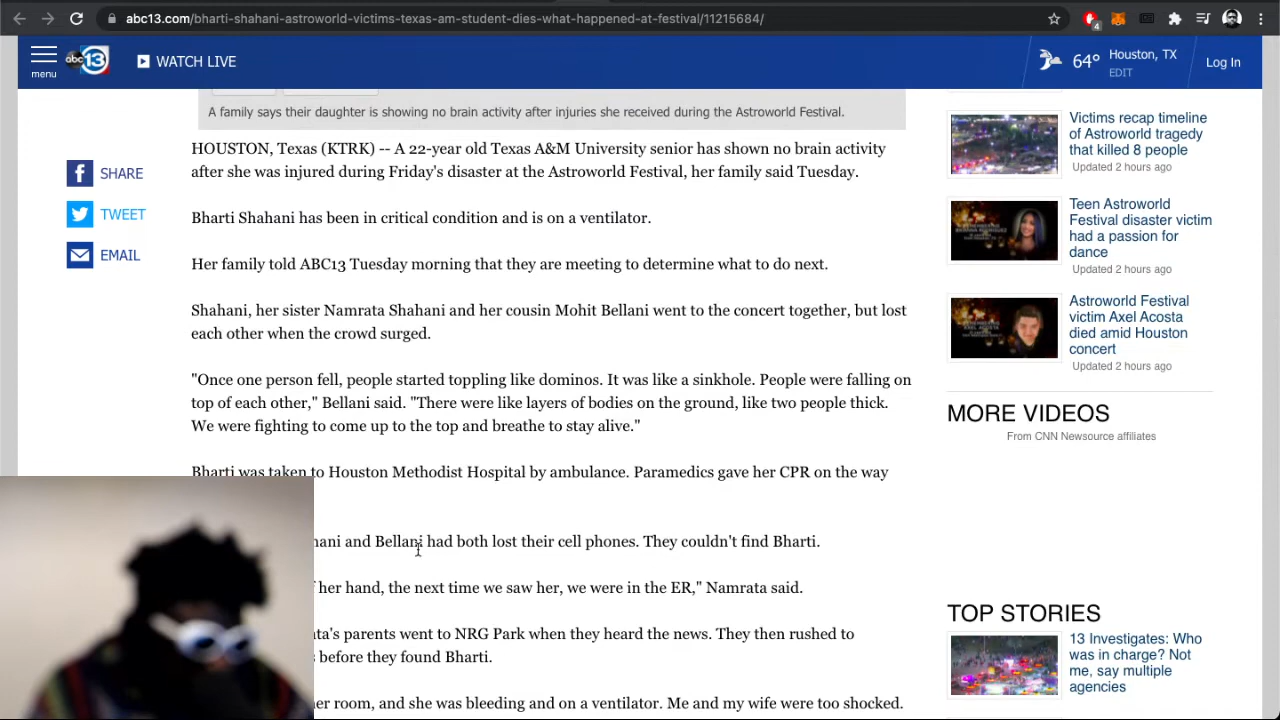 abc13.com/bharti-shahani-astroworld-victims-texas-am-student-dies-what-happened-at-festival/11215684/
4
menu
abc 13
WATCH LIVE
64°
Houston, TX
EDIT
Log In
A family says their daughter is showing no brain activity after injuries she received during the Astroworld Festival.
SHARE
TWEET
EMAIL
HOUSTON, Texas (KTRK) -- A 22-year old Texas A&M University senior has shown no brain activity
after she was injured during Friday's disaster at the Astroworld Festival, her family said Tuesday.
Bharti Shahani has been in critical condition and is on a ventilator.
Her family told ABC13 Tuesday morning that they are meeting to determine what to do next.
Shahani, her sister Namrata Shahani and her cousin Mohit Bellani went to the concert together, but lost
each other when the crowd surged.
"Once one person fell, people started toppling like dominos. It was like a sinkhole. People were falling on
top of each other," Bellani said. "There were like layers of bodies on the ground, like two people thick.
We were fighting to come up to the top and breathe to stay alive."
Bharti was taken to Houston Methodist Hospital by ambulance. Paramedics gave her CPR on the way
hani and Bellani had both lost their cell phones. They couldn't find Bharti.
her hand, the next time we saw her, we were in the ER," Namrata said.
ta's parents went to NRG Park when they heard the news. They then rushed to
before they found Bharti.
er room, and she was bleeding and on a ventilator. Me and my wife were too shocked.
Victims recap timeline
of Astroworld tragedy
that killed 8 people
Updated 2 hours ago
Teen Astroworld
Festival disaster victim
had a passion for
dance
Updated 2 hours ago
Astroworld Festival
victim Axel Acosta
died amid Houston
concert
Updated 2 hours ago
MORE VIDEOS
From CNN Newsource affiliates
TOP STORIES
13 Investigates: Who
was in charge? Not
me, say multiple
agencies